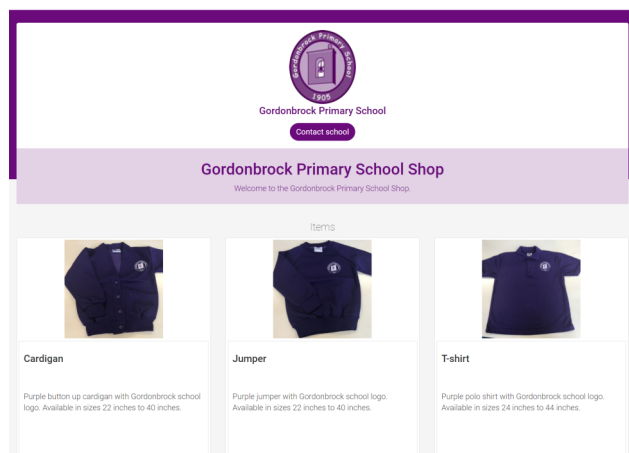 Gordonbrock Primary School
1905
Gordonbrock Primary School
Contact school
Gordonbrock Primary School Shop
Welcome to the Gordonbrock Primary School Shop.
Items
Cardigan
Purple button up cardigan with Gordonbrock school
logo. Available in sizes 22 inches to 40 inches.
Jumper
Purple jumper with Gordonbrock school logo.
Available in sizes 22 inches to 40 inches.
T-shirt
Purple polo shirt with Gordonbrock school logo.
Available in sizes 24 inches to 44 inches.